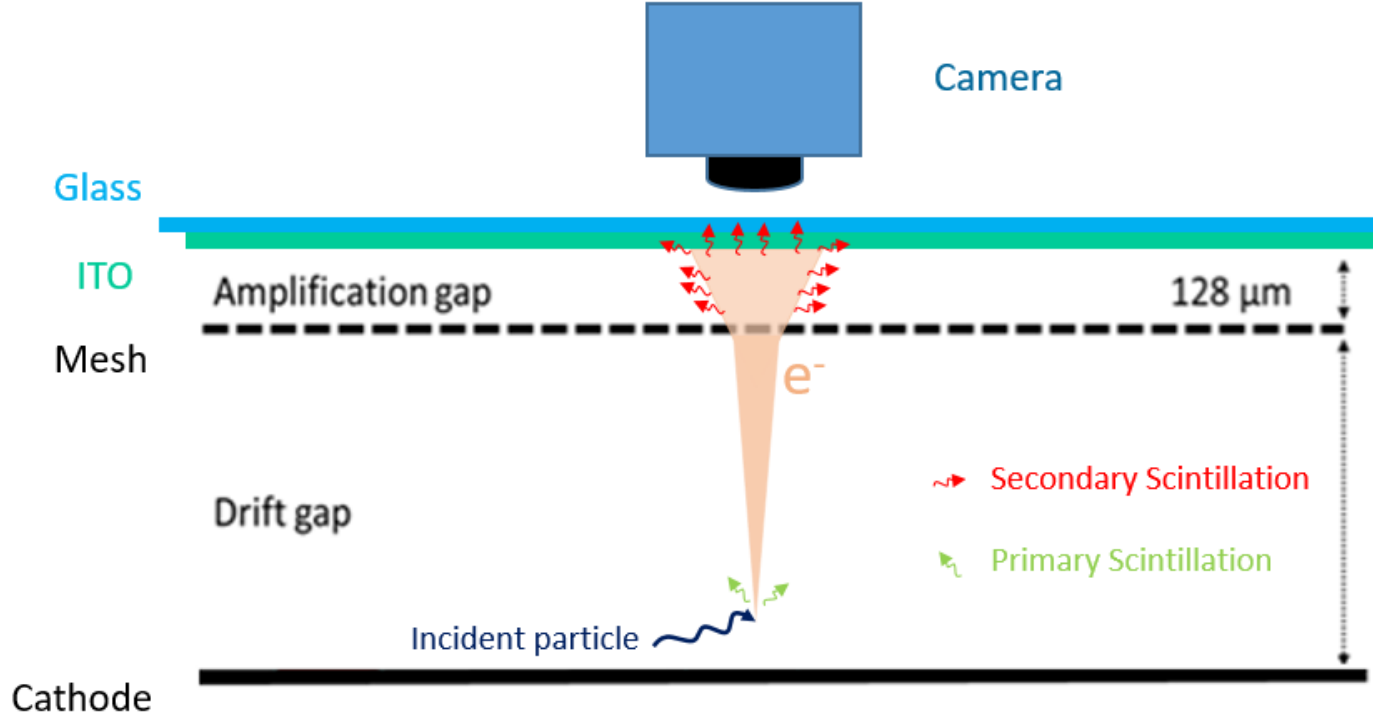 Camera
Glass
ITO
Amplification gap
128 µm
Mesh
e-
Secondary Scintillation
Drift gap
Primary Scintillation
Incident particle
Cathode